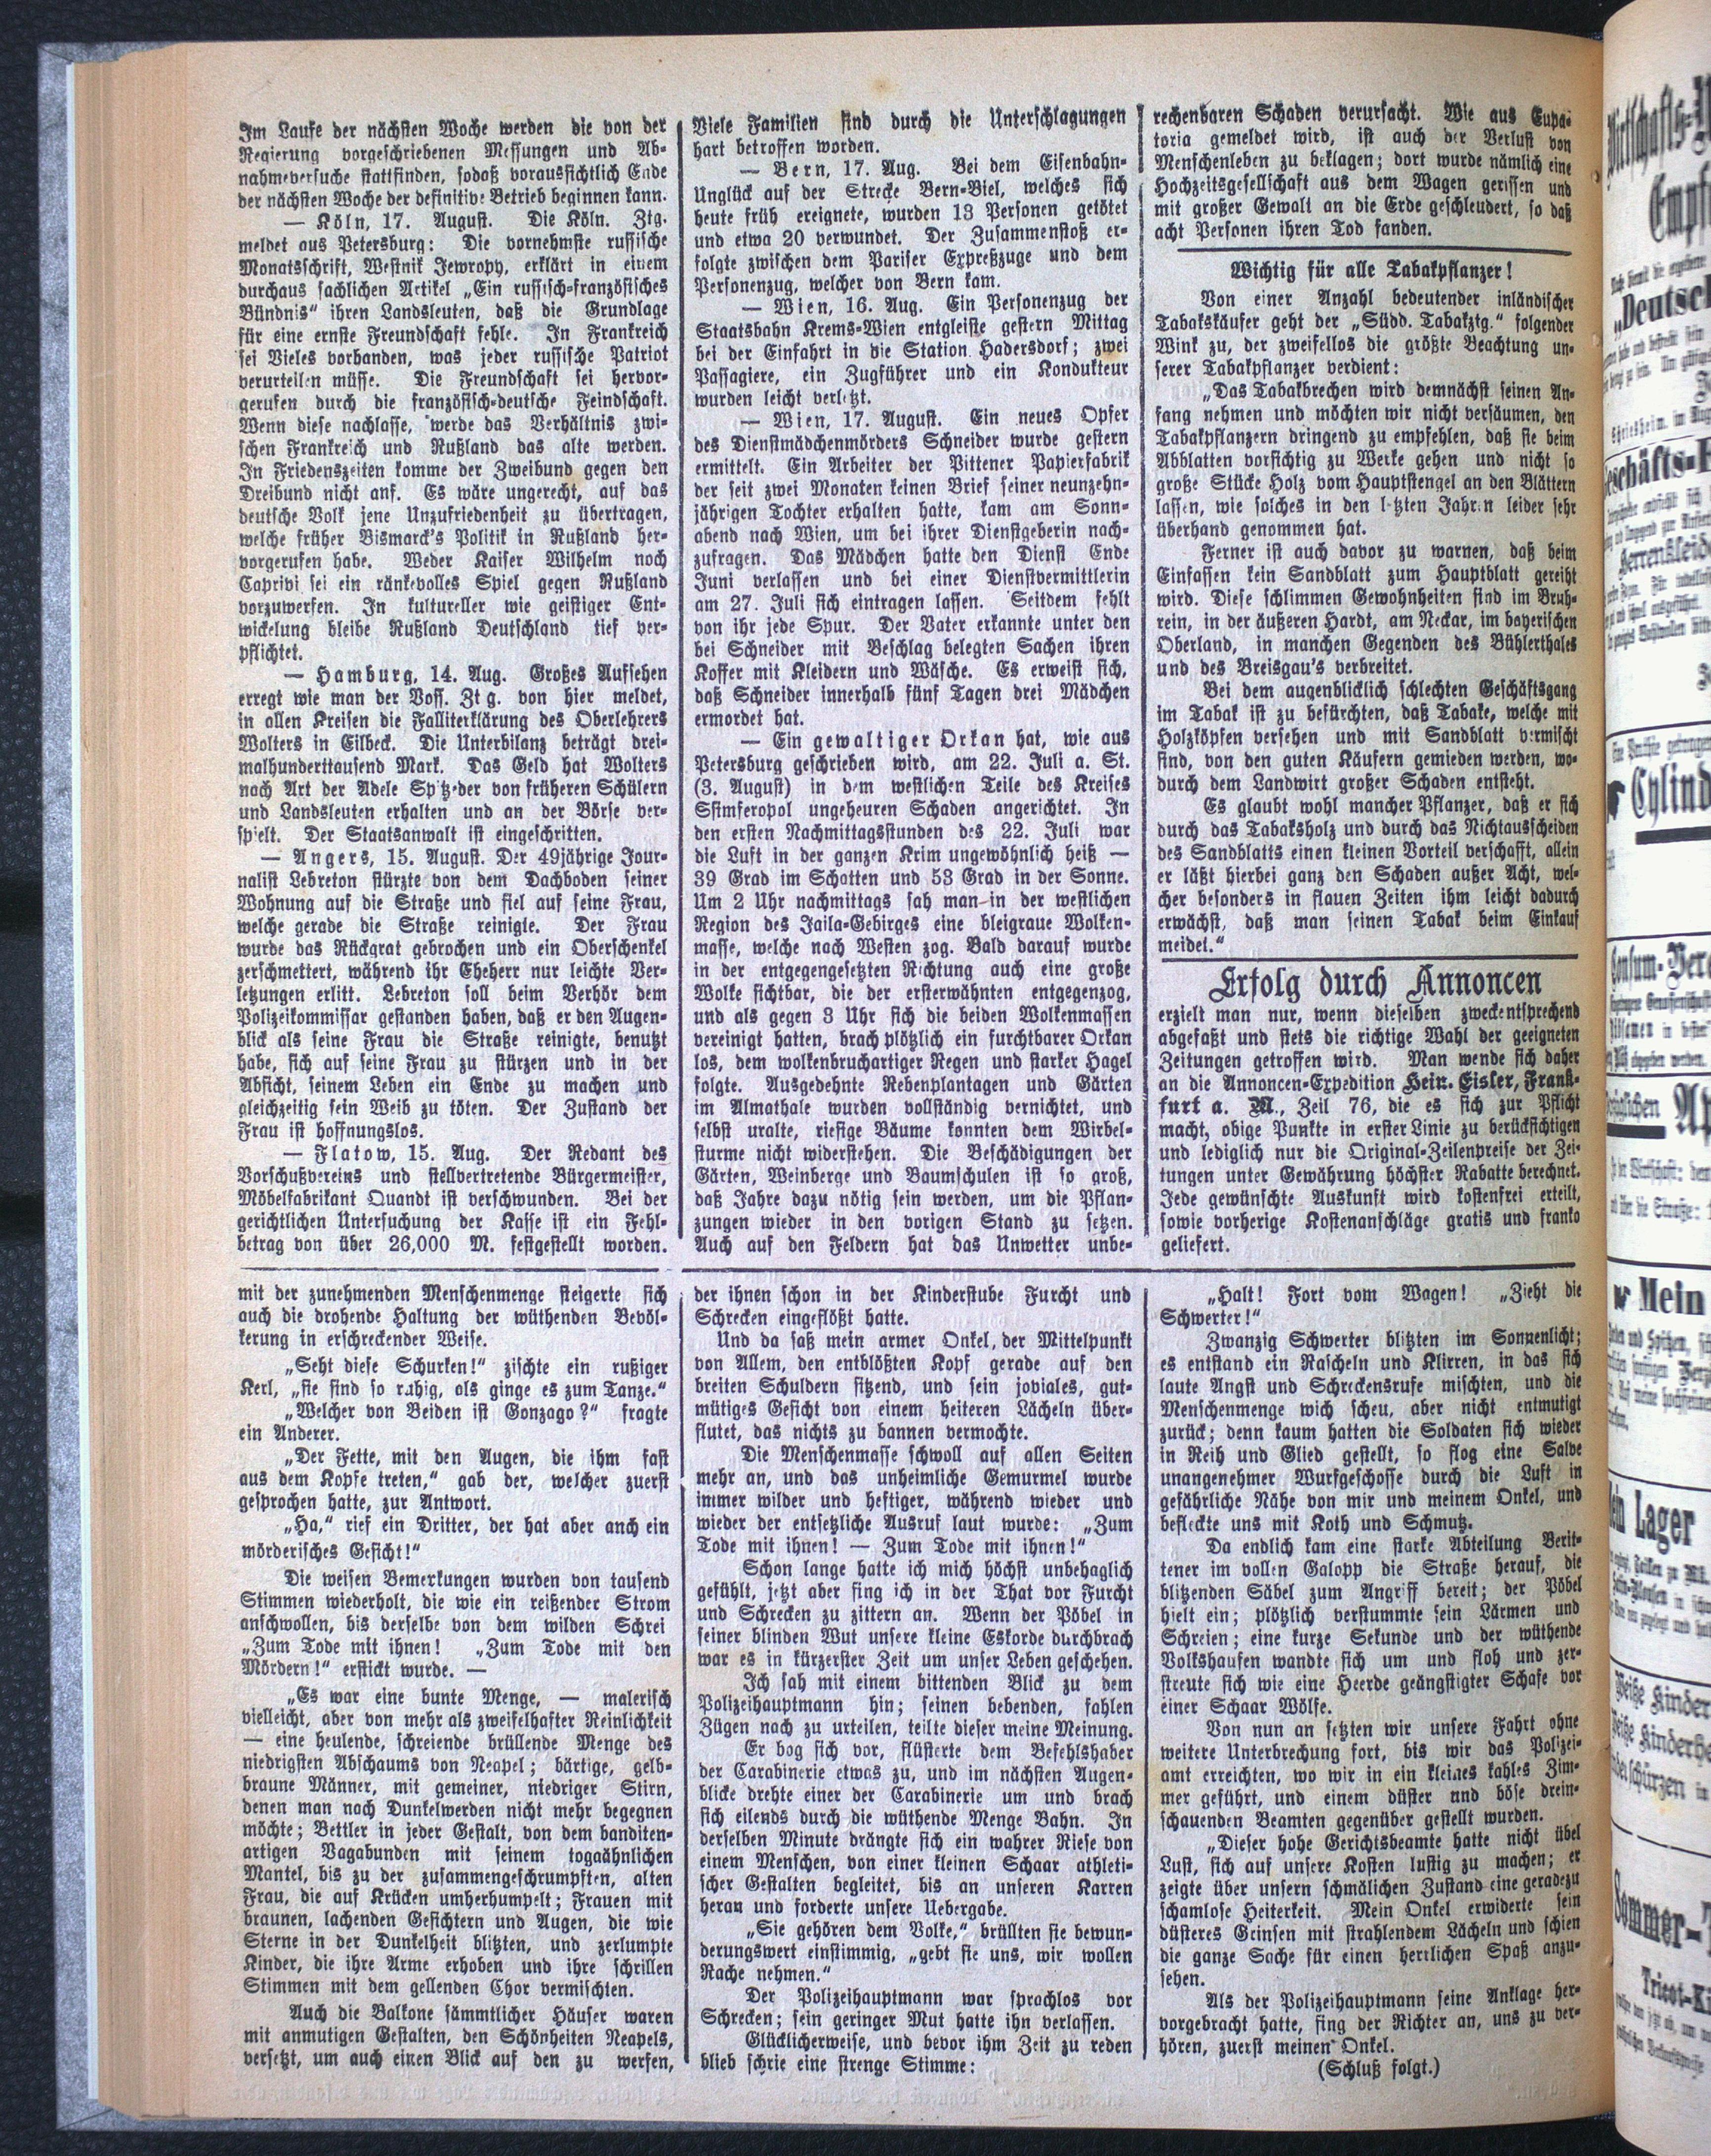 Im Laufe der nächsten Woche werden die von der
Regierung vorgeschriebenen Messungen und Ab-
nahmeversuche stattfinden, sodaß voraussichtlich Ende
der nächsten Woche der definitive Betrieb beginnen kann.
— Köln, 17. August. Die Köln. Ztg.
meldet aus Petersburg: Die vornehmste russische
Monatsschrift, Westnik Jewropy, erklärt in einem
durchaus sachlichen Artikel „Ein russisch-französisches
Bündnis“ ihren Landsleuten, daß die Grundlage
für eine ernste Freundschaft fehle. In Frankreich
sei Vieles vorhanden, was jeder russische Patriot
verurteilen müsse. Die Freundschaft sei hervor-
gerufen durch die französisch-deutsche Feindschaft.
Wenn diese nachlasse, werde das Verhältnis zwi-
schen Frankreich und Rußland das alte werden.
In Friedenszeiten komme der Zweibund gegen den
Dreibund nicht anf. Es wäre ungerecht, auf das
deutsche Volk jene Unzufriedenheit zu übertragen,
welche früher Bismarck's Politik in Rußland her-
vorgerufen habe. Weder Kaiser Wilhelm noch
Caprivi sei ein ränkevolles Spiel gegen Rußland
vorzuwerfen. In kultureller wie geistiger Ent-
wickelung bleibe Rußland Deutschland tief ver-
pflichtet.
— Hamburg, 14. Aug. Großes Aufsehen
erregt wie man der Voss. Ztg. von hier meldet,
in allen Kreisen die Falliterklärung des Oberlehrers
Wolters in Eilbeck. Die Unterbilanz beträgt drei-
malhunderttausend Mark. Das Geld hat Wolters
nach Art der Adele Spitzeder von früheren Schülern
und Landsleuten erhalten und an der Börse ver-
spielt. Der Staatsanwalt ist eingeschritten.
— Angers, 15. August. Der 49jährige Jour-
nalist Lebreton stürzte von dem Dachboden seiner
Wohnung auf die Straße und fiel auf seine Frau,
welche gerade die Straße reinigte. Der Frau
wurde das Rückgrat gebrochen und ein Oberschenkel
zerschmettert, während ihr Eheherr nur leichte Ver-
letzungen erlitt. Lebreton soll beim Verhör dem
Polizeikommissar gestanden haben, daß er den Augen-
blick als seine Frau die Straße reinigte, benutzt
habe, sich auf seine Frau zu stürzen und in der
Absicht, seinem Leben ein Ende zu machen und
gleichzeitig sein Weib zu töten. Der Zustand der
Frau ist hoffnungslos.
— Flatow, 15. Aug. Der Redant des
Vorschußvereins und stellvertretende Bürgermeister,
Möbelfabrikant Quandt ist verschwunden. Bei der
gerichtlichen Untersuchung der Kasse ist ein Fehl-
betrag von über 26,000 M. festgestellt worden.
Viele Familien sind durch die Unterschlagungen
hart betroffen worden.
— Bern, 17. Aug. Bei dem Eisenbahn-
Unglück auf der Strecke Bern-Biel, welches sich
heute früh ereignete, wurden 13 Personen getötet
und etwa 20 verwundet. Der Zusammenstoß er-
folgte zwischen dem Pariser Expreßzuge und dem
Personenzug, welcher von Bern kam.
— Wien, 16. Aug. Ein Personenzug der
Staatsbahn Krems-Wien entgleiste gestern Mittag
bei der Einfahrt in die Station Hadersdorf; zwei
Passagiere, ein Zugführer und ein Kondukteur
wurden leicht verletzt.
— Wien, 17. August. Ein neues Opfer
des Dienstmädchenmörders Schneider wurde gestern
ermittelt. Ein Arbeiter der Pittener Papierfabrik
der seit zwei Monaten keinen Brief seiner neunzehn-
jährigen Tochter erhalten hatte, kam am Sonn-
abend nach Wien, um bei ihrer Dienstgeberin nach-
zufragen. Das Mädchen hatte den Dienst Ende
Juni verlassen und bei einer Dienstvermittlerin
am 27. Juli sich eintragen lassen. Seitdem fehlt
von ihr jede Spur. Der Vater erkannte unter den
bei Schneider mit Beschlag belegten Sachen ihren
Koffer mit Kleidern und Wäsche. Es erweist sich,
daß Schneider innerhalb fünf Tagen drei Mädchen
ermordet hat.
— Ein gewaltiger Orkan hat, wie aus
Petersburg geschrieben wird, am 22. Juli a. St.
(3. August) in dem westlichen Teile des Kreises
Ssimferopol ungeheuren Schaden angerichtet. In
den ersten Nachmittagsstunden des 22. Juli war
die Luft in der ganzen Krim ungewöhnlich heiß —
39 Grad im Schatten und 53 Grad in der Sonne.
Um 2 Uhr nachmittags sah man in der westlichen
Region des Jaila-Gebirges eine bleigraue Wolken-
masse, welche nach Westen zog. Bald darauf wurde
in der entgegengesetzten Richtung auch eine große
Wolke sichtbar, die der ersterwähnten entgegenzog,
und als gegen 3 Uhr sich die beiden Wolkenmassen
vereinigt hatten, brach plötzlich ein furchtbarer Orkan
los, dem wolkenbruchartiger Regen und starker Hagel
folgte. Ausgedehnte Rebenplantagen und Gärten
im Almathale wurden vollständig vernichtet, und
selbst uralte, riesige Bäume konnten dem Wirbel-
sturme nicht widerstehen. Die Beschädigungen der
Gärten, Weinberge und Baumschulen ist so groß,
daß Jahre dazu nötig sein werden, um die Pflan-
zungen wieder in den vorigen Stand zu setzen.
Auch auf den Feldern hat das Unwetter unbe-
rechenbaren Schaden verursacht. Wie aus Eupa-
toria gemeldet wird, ist auch der Verlust von
Menschenleben zu beklagen; dort wurde nämlich eine
Hochzeitsgesellschaft aus dem Wagen gerissen und
mit großer Gewalt an die Erde geschleudert, so daß
acht Personen ihren Tod fanden.
Wichtig für alle Tabakpflanzer!
Von einer Anzahl bedeutender inländischer
Tabakskäufer geht der „Südd. Tabakztg.“ folgender
Wink zu, der zweifellos die größte Beachtung un-
serer Tabakpflanzer verdient:
„Das Tabakbrechen wird demnächst seinen An-
fang nehmen und möchten wir nicht versäumen, den
Tabakpflanzern dringend zu empfehlen, daß sie beim
Abblatten vorsichtig zu Werke gehen und nicht so
große Stücke Holz vom Hauptstengel an den Blättern
lassen, wie solches in den letzten Jahren leider sehr
überhand genommen hat.
Ferner ist auch davor zu warnen, daß beim
Einfassen kein Sandblatt zum Hauptblatt gereiht
wird. Diese schlimmen Gewohnheiten sind im Bruh-
rein, in der äußeren Hardt, am Neckar, im bayerischen
Oberland, in manchen Gegenden des Bühlerthales
und des Breisgau's verbreitet.
Bei dem augenblicklich schlechten Geschäftsgang
im Tabak ist zu befürchten, daß Tabake, welche mit
Holzköpfen versehen und mit Sandblatt vermischt
sind, von den guten Käufern gemieden werden, wo-
durch dem Landwirt großer Schaden entsteht.
Es glaubt wohl mancher Pflanzer, daß er sich
durch das Tabaksholz und durch das Nichtausscheiden
des Sandblatts einen kleinen Vorteil verschafft, allein
er läßt hierbei ganz den Schaden außer Acht, wel-
cher besonders in flauen Zeiten ihm leicht dadurch
erwächst, daß man seinen Tabak beim Einkauf
meidet.“
Erfolg durch Annoncen
erzielt man nur, wenn dieselben zweckentsprechend
abgefaßt und stets die richtige Wahl der geeigneten
Zeitungen getroffen wird. Man wende sich daher
an die Annoncen-Expedition Hein. Eisler, Frank-
furt a. M., Zeil 76, die es sich zur Pflicht
macht, obige Punkte in erster Linie zu berücksichtigen
und lediglich nur die Original-Zeilenpreise der Zei-
tungen unter Gewährung höchster Rabatte berechnet.
Jede gewünschte Auskunft wird kostenfrei erteilt,
sowie vorherige Kostenanschläge gratis und franko
geliefert.
mit der zunehmenden Menschenmenge steigerte sich
auch die drohende Haltung der wüthenden Bevöl-
kerung in erschreckender Weise.
„Seht diese Schurken!“ zischte ein rußiger
Kerl, „sie sind so ruhig, als ginge es zum Tanze.“
„Welcher von Beiden ist Gonzago?“ fragte
ein Anderer.
„Der Fette, mit den Augen, die ihm fast
aus dem Kopfe treten,“ gab der, welcher zuerst
gesprochen hatte, zur Antwort.
„Ha,“ rief ein Dritter, der hat aber anch ein
mörderisches Gesicht!“
Die weisen Bemerkungen wurden von tausend
Stimmen wiederholt, die wie ein reißender Strom
anschwollen, bis derselbe von dem wilden Schrei
„Zum Tode mit ihnen! „Zum Tode mit den
Mördern!“ erstickt wurde. —
„Es war eine bunte Menge, — malerisch
vielleicht, aber von mehr als zweifelhafter Reinlichkeit
— eine heulende, schreiende brüllende Menge des
niedrigsten Abschaums von Neapel; bärtige, gelb-
braune Männer, mit gemeiner, niedriger Stirn,
denen man nach Dunkelwerden nicht mehr begegnen
möchte; Bettler in jeder Gestalt, von dem banditen-
artigen Vagabunden mit seinem togaähnlichen
Mantel, bis zu der zusammengeschrumpften, alten
Frau, die auf Krücken umherhumpelt; Frauen mit
braunen, lachenden Gesichtern und Augen, die wie
Sterne in der Dunkelheit blitzten, und zerlumpte
Kinder, die ihre Arme erhoben und ihre schrillen
Stimmen mit dem gellenden Chor vermischten.
Auch die Balkone sämmtlicher Häuser waren
mit anmutigen Gestalten, den Schönheiten Neapels,
versetzt, um auch einen Blick auf den zu werfen,
der ihnen schon in der Kinderstube Furcht und
Schrecken eingeflößt hatte.
Und da saß mein armer Onkel, der Mittelpunkt
von Allem, den entblößten Kopf gerade auf den
breiten Schuldern sitzend, und sein joviales, gut-
mütiges Gesicht von einem heiteren Lächeln über-
flutet, das nichts zu bannen vermochte.
Die Menschenmasse schwoll auf allen Seiten
mehr an, und das unheimliche Gemurmel wurde
immer wilder und heftiger, während wieder und
wieder der entsetzliche Ausruf laut wurde: „Zum
Tode mit ihnen! — Zum Tode mit ihnen!“
Schon lange hatte ich mich höchst unbehaglich
gefühlt, jetzt aber fing ich in der That vor Furcht
und Schrecken zu zittern an. Wenn der Pöbel in
seiner blinden Wut unsere kleine Eskorde durchbrach
war es in kürzerster Zeit um unser Leben geschehen.
Ich sah mit einem bittenden Blick zu dem
Polizeihauptmann hin; seinen bebenden, fahlen
Zügen nach zu urteilen, teilte dieser meine Meinung.
Er bog sich vor, flüsterte dem Befehlshaber
der Carabinerie etwas zu, und im nächsten Augen-
blicke drehte einer der Carabinerie um und brach
sich eilends durch die wüthende Menge Bahn. In
derselben Minute drängte sich ein wahrer Riese von
einem Menschen, von einer kleinen Schaar athleti-
scher Gestalten begleitet, bis an unseren Karren
heran und forderte unsere Uebergabe.
„Sie gehören dem Volke,“ brüllten sie bewun-
derungswert einstimmig, „gebt sie uns, wir wollen
Rache nehmen.“
Der Polizeihauptmann war sprachlos vor
Schrecken; sein geringer Mut hatte ihn verlassen.
Glücklicherweise, und bevor ihm Zeit zu reden
blieb schrie eine strenge Stimme:
„Halt! Fort vom Wagen! „Zieht die
Schwerter!“
Zwanzig Schwerter blitzten im Sonnenlicht;
es entstand ein Rascheln und Klirren, in das sich
laute Angst und Schreckensrufe mischten, und die
Menschenmenge wich scheu, aber nicht entmutigt
zurück; denn kaum hatten die Soldaten sich wieder
in Reih und Glied gestellt, so flog eine Salve
unangenehmer Wurfgeschosse durch die Luft in
gefährliche Nähe von mir und meinem Onkel, und
befleckte uns mit Koth und Schmutz.
Da endlich kam eine starke Abteilung Berit-
tener im vollen Galopp die Straße herauf, die
blitzenden Säbel zum Angriff bereit; der Pöbel
hielt ein; plötzlich verstummte sein Lärmen und
Schreien; eine kurze Sekunde und der wüthende
Volkshaufen wandte sich um und floh und zer-
streute sich wie eine Heerde geängstigter Schafe vor
einer Schaar Wölfe.
Von nun an setzten wir unsere Fahrt ohne
weitere Unterbrechung fort, bis wir das Polizei-
amt erreichten, wo wir in ein kleines kahles Zim-
mer geführt, und einem düster und böse drein-
schauenden Beamten gegenüber gestellt wurden.
„Dieser hohe Gerichtsbeamte hatte nicht übel
Lust, sich auf unsere Kosten lustig zu machen; er
zeigte über unsern schmälichen Zustand eine geradezu
schamlose Heiterkeit. Mein Onkel erwiderte sein
düsteres Grinsen mit strahlendem Lächeln und schien
die ganze Sache für einen herrlichen Spaß anzu-
sehen.
Als der Polizeihauptmann seine Anklage her-
vorgebracht hatte, fing der Richter an, uns zu ver-
hören, zuerst meinen Onkel.
(Schluß folgt.)
Mein
Lager